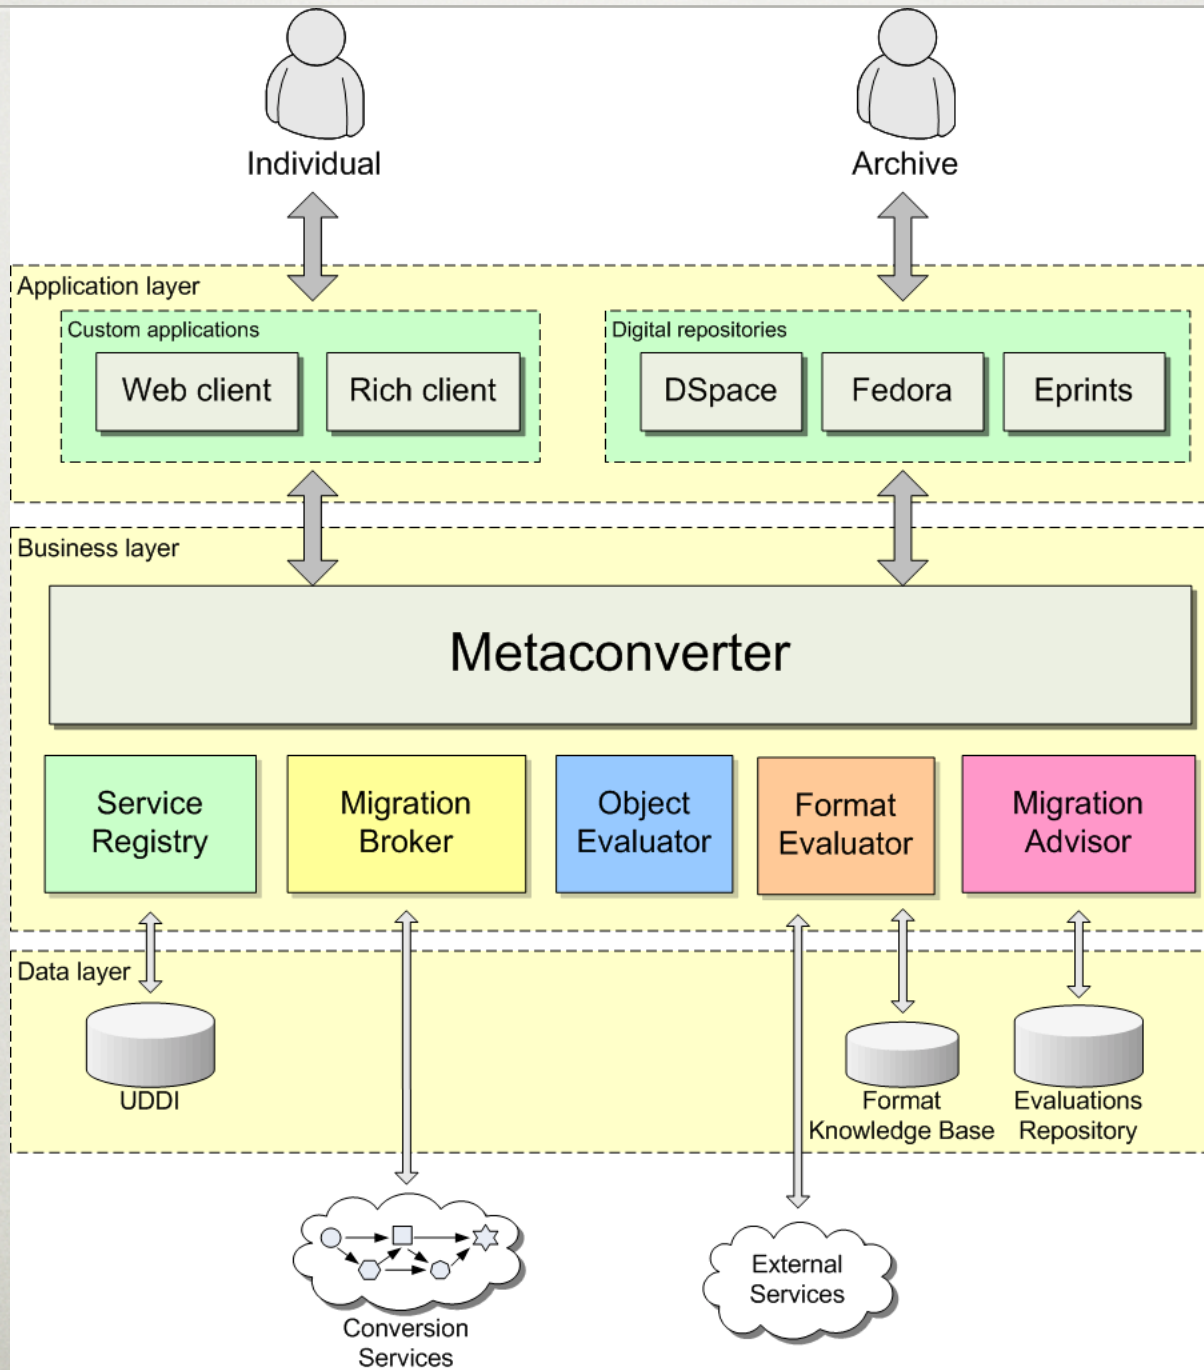 Individual
Archive
Application layer
Custom applications
Digital repositories
Web client
Rich client
DSpace
Fedora
Eprints
Business layer
Metaconverter
Service
Registry
Migration
Broker
Object
Evaluator
Format
Evaluator
Migration
Advisor
Data layer
UDDI
Format
Knowledge Base
Evaluations
Repository
Conversion
Services
External
Services